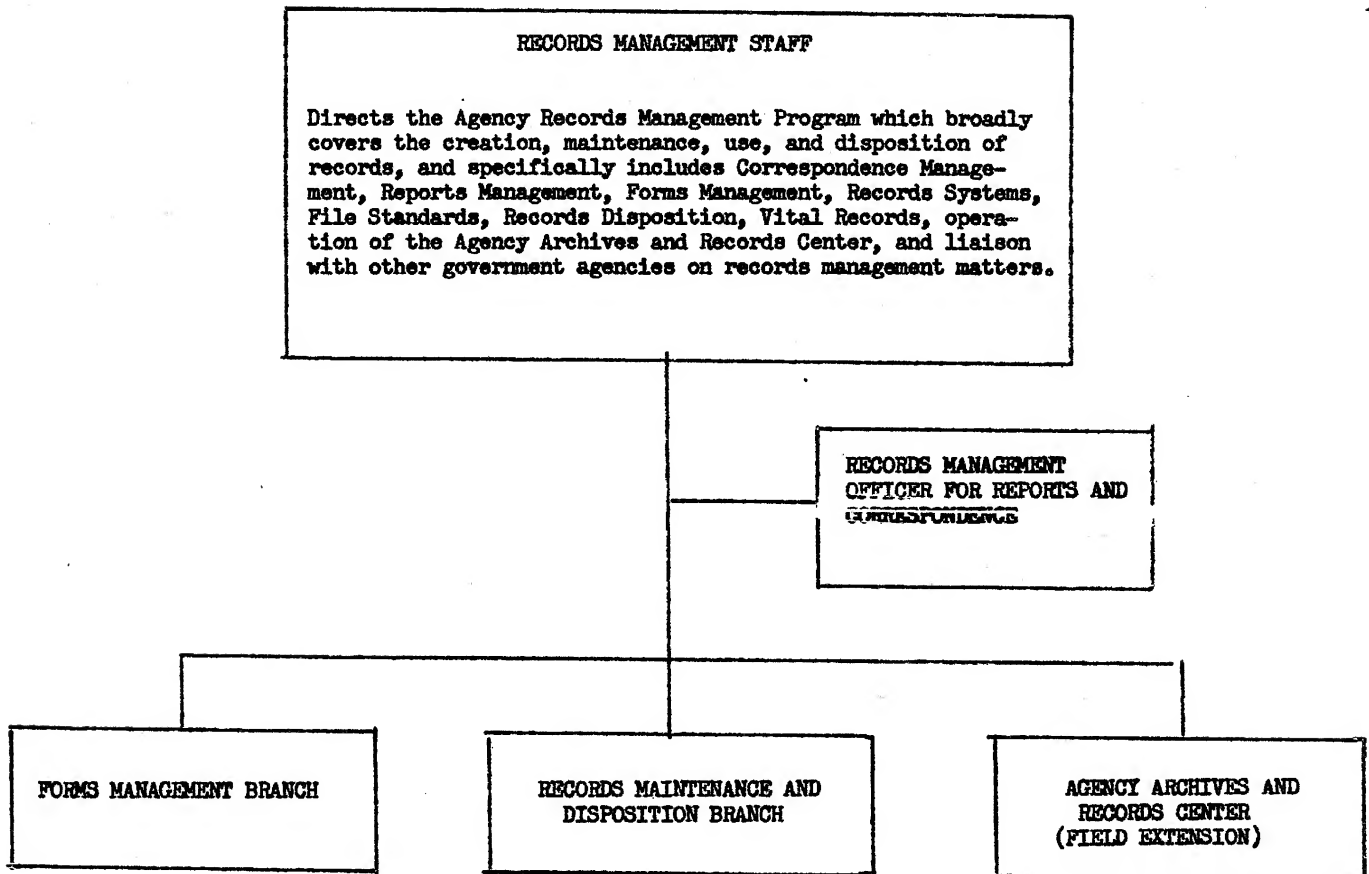 RECORDS MANAGEMENT STAFF
Directs the Agency Records Management Program which broadly
covers the creation, maintenance, use, and disposition of
records, and specifically includes Correspondence Manage-
ment, Reports Management, Forms Management, Records Systems,
File Standards, Records Disposition, Vital Records, opera-
tion of the Agency Archives and Records Center, and liaison
with other government agencies on records management matters.
RECORDS MANAGEMENT
OFFICER FOR REPORTS AND
CORRESPONDENCE
FORMS MANAGEMENT BRANCH
RECORDS MAINTENANCE AND
DISPOSITION BRANCH
AGENCY ARCHIVES AND
RECORDS CENTER
(FIELD EXTENSION)